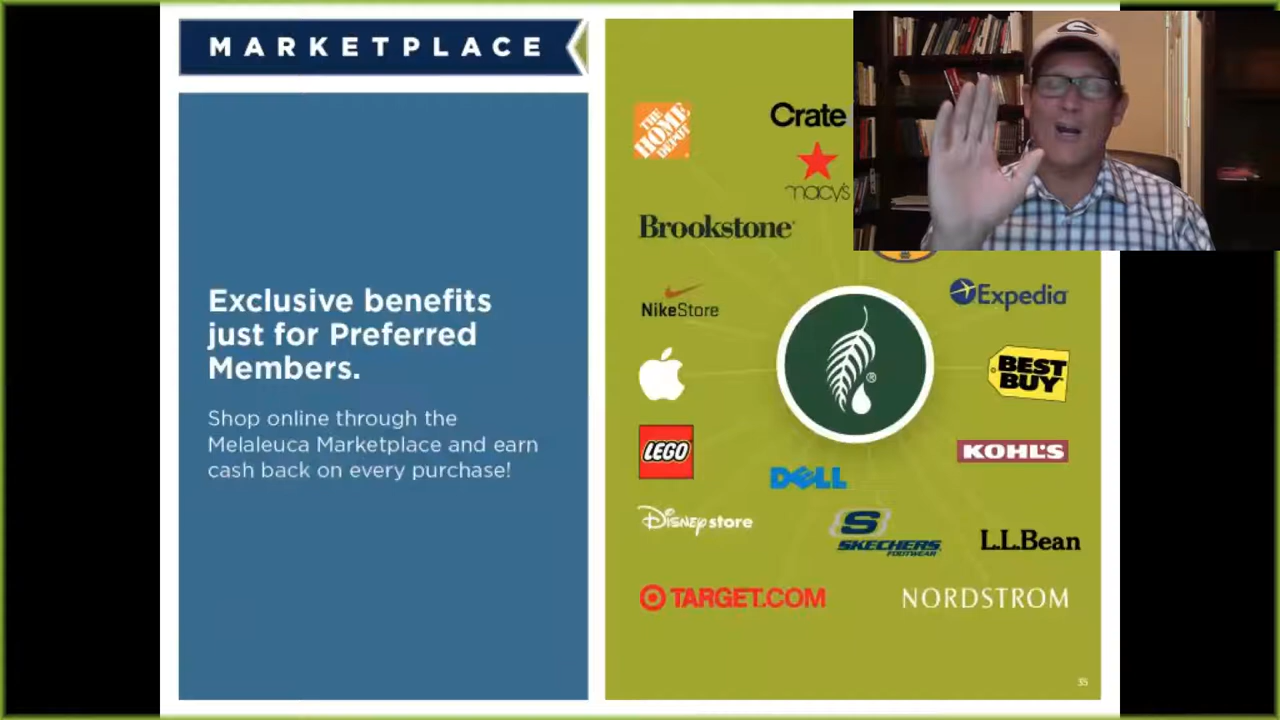 MARKETPLACE
Exclusive benefits
just for Preferred
Members.
Shop online through the
Melaleuca Marketplace and earn
cash back on every purchase!
THE
HOME
DEPOT
Crate
macy's
Brookstone
NikeStore
Expedia
BEST
BUY
LEGO
KOHL'S
DELL
Disney store
S
SKECHERS
FOOTWEAR
L.L.Bean
TARGET.COM
NORDSTROM
35
G